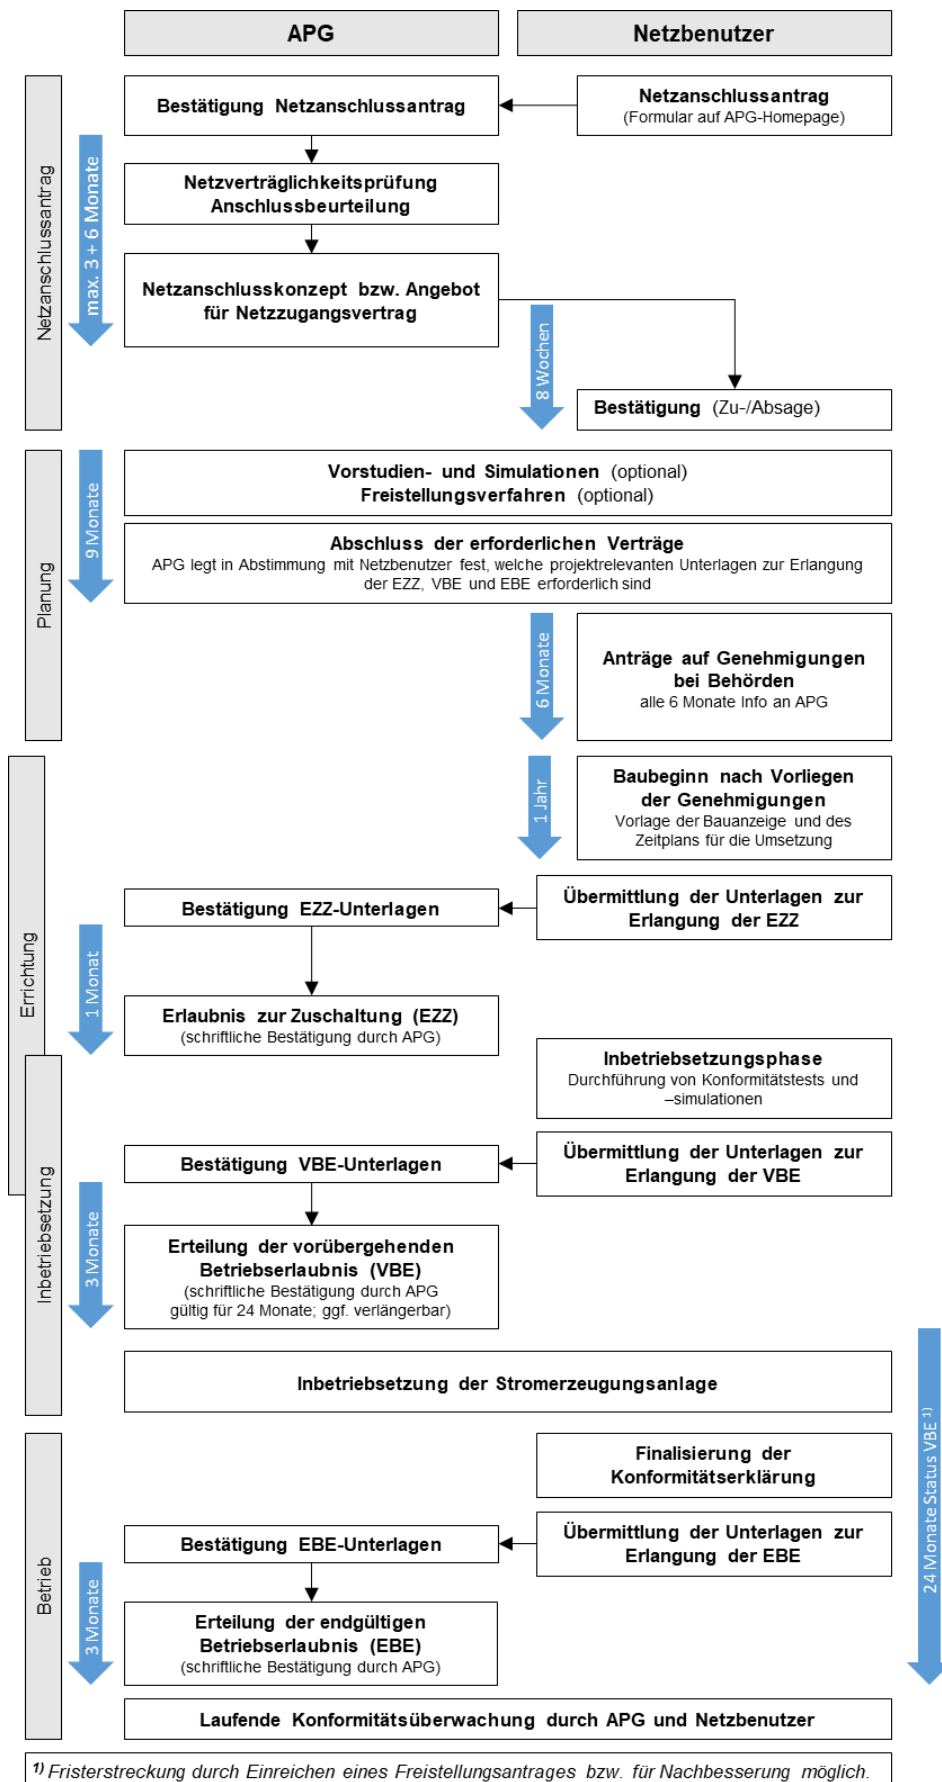 APG
Netzbenutzer
Netzanschlussantrag
max. 3 + 6 Monate
Bestätigung Netzanschlussantrag
Netzanschlussantrag
(Formular auf APG-Homepage)
Netzverträglichkeitsprüfung
Anschlussbeurteilung
Netzanschlusskonzept bzw. Angebot
für Netzzugangsvertrag
8 Wochen
Bestätigung (Zu-/Absage)
Planung
9 Monate
Vorstudien- und Simulationen (optional)
Freistellungsverfahren (optional)
Abschluss der erforderlichen Verträge
APG legt in Abstimmung mit Netzbenutzer fest, welche projektrelevanten Unterlagen zur Erlangung
der EZZ, VBE und EBE erforderlich sind
6 Monate
Anträge auf Genehmigungen
bei Behörden
alle 6 Monate Info an APG
Errichtung
1 Jahr
Baubeginn nach Vorliegen
der Genehmigungen
Vorlage der Bauanzeige und des
Zeitplans für die Umsetzung
Bestätigung EZZ-Unterlagen
Übermittlung der Unterlagen zur
Erlangung der EZZ
1 Monat
Erlaubnis zur Zuschaltung (EZZ)
(schriftliche Bestätigung durch APG)
Inbetriebsetzung
Inbetriebsetzungsphase
Durchführung von Konformitätstests und
–simulationen
Bestätigung VBE-Unterlagen
Übermittlung der Unterlagen zur
Erlangung der VBE
3 Monate
Erteilung der vorübergehenden
Betriebserlaubnis (VBE)
(schriftliche Bestätigung durch APG
gültig für 24 Monate; ggf. verlängerbar)
Inbetriebsetzung der Stromerzeugungsanlage
24 Monate Status VBE 1)
Betrieb
Finalisierung der
Konformitätserklärung
Bestätigung EBE-Unterlagen
Übermittlung der Unterlagen zur
Erlangung der EBE
3 Monate
Erteilung der endgültigen
Betriebserlaubnis (EBE)
(schriftliche Bestätigung durch APG)
Laufende Konformitätsüberwachung durch APG und Netzbenutzer
1) Fristerstreckung durch Einreichen eines Freistellungsantrages bzw. für Nachbesserung möglich.